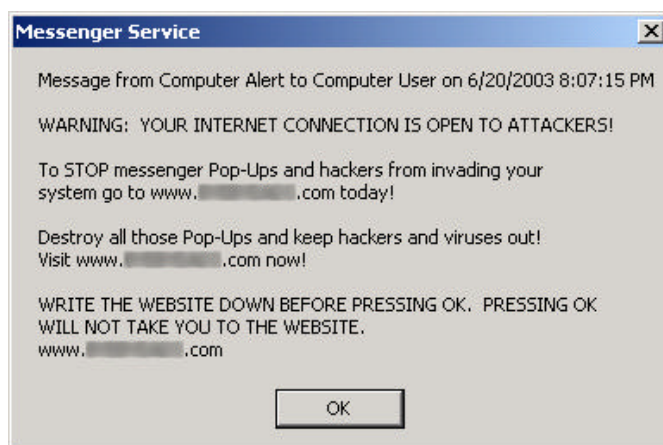 Messenger Service
Message from Computer Alert to Computer User on 6/20/2003 8:07:15 PM
WARNING: YOUR INTERNET CONNECTION IS OPEN TO ATTACKERS!
To STOP messenger Pop-Ups and hackers from invading your
system go to www. .com today!
Destroy all those Pop-Ups and keep hackers and viruses out!
Visit www. .com now!
WRITE THE WEBSITE DOWN BEFORE PRESSING OK. PRESSING OK
WILL NOT TAKE YOU TO THE WEBSITE.
www. .com
OK